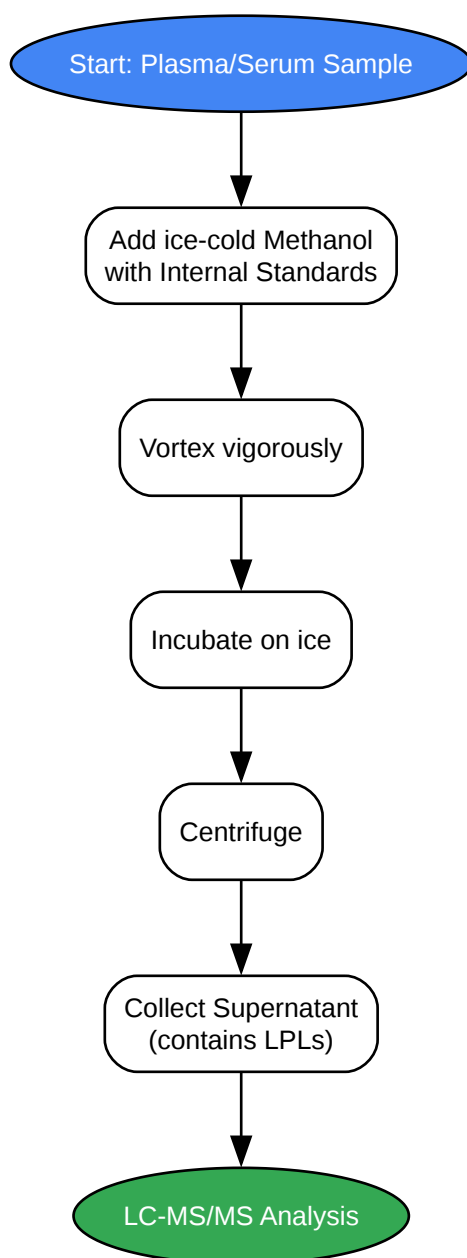 Start: Plasma/Serum Sample
Add ice-cold Methanol
with Internal Standards
Vortex vigorously
Incubate on ice
Centrifuge
Collect Supernatant
(contains LPLs)
LC-MS/MS Analysis